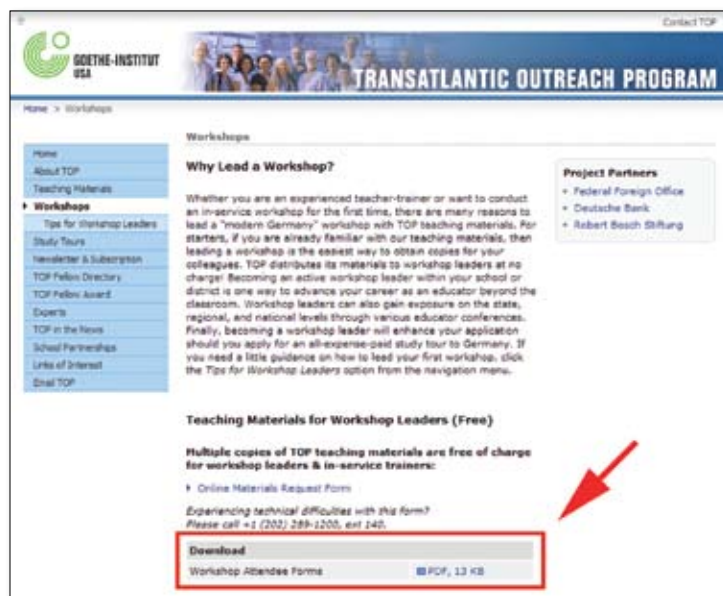 Contact TOP
GOETHE-INSTITUT
USA
TRANSATLANTIC OUTREACH PROGRAM
Home > Workshops
Home
About TOP
Teaching Materials
Workshops
Tips for Workshop Leaders
Study Tours
Newsletter & Subscription
TOP Fellow Directory
TOP Fellow Award
Experts
TOP in the News
School Partnerships
Links of Interest
Email TOP
Workshops
Why Lead a Workshop?
Whether you are an experienced teacher-trainer or want to conduct
an in-service workshop for the first time, there are many reasons to
lead a "modern Germany" workshop with TOP teaching materials. For
starters, if you are already familiar with our teaching materials, then
leading a workshop is the easiest way to obtain copies for your
colleagues. TOP distributes its materials to workshop leaders at no
charge! Becoming an active workshop leader within your school or
district is one way to advance your career as an educator beyond the
classroom. Workshop leaders can also gain exposure on the state,
regional, and national levels through various educator conferences.
Finally, becoming a workshop leader will enhance your application
should you apply for an all-expense-paid study tour to Germany. If
you need a little guidance on how to lead your first workshop, click
the Tips for Workshop Leaders option from the navigation menu.
Teaching Materials for Workshop Leaders (Free)
Multiple copies of TOP teaching materials are free of charge
for workshop leaders & in-service trainers:
Online Materials Request Form
Experiencing technical difficulties with this form?
Please call +1 (202) 289-1200, ext 140.
Download
Workshop Attendee Forms PDF, 13 KB
Project Partners
Federal Foreign Office
Deutsche Bank
Robert Bosch Stiftung